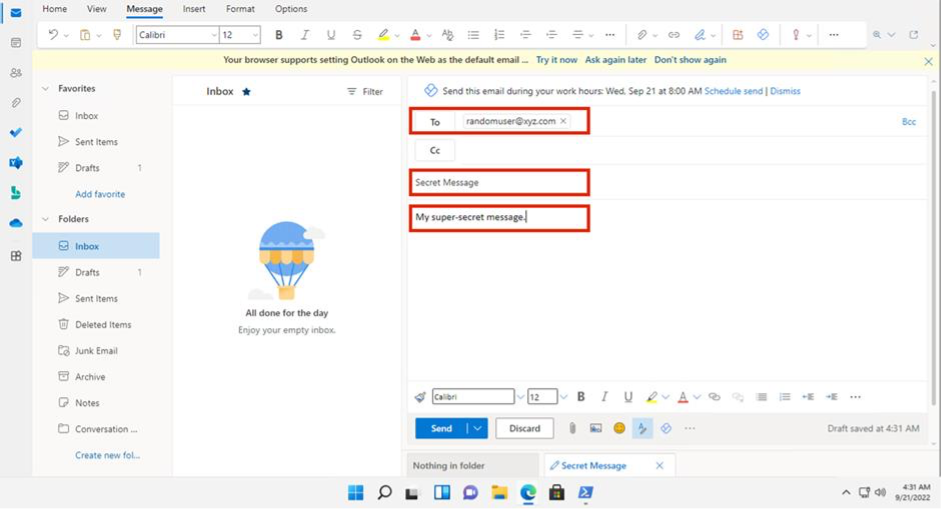 Home View Message Insert Format Options
Calibri 12 B I U S A ...
Your browser supports setting Outlook on the Web as the default email ... Try it now Ask again later Don't show again
Favorites
Inbox
Sent Items
Drafts 1
Add favorite
Folders
Inbox
Drafts 1
Sent Items
Deleted Items
Junk Email
Archive
Notes
Conversation ...
Create new fol...
Inbox Filter
All done for the day
Enjoy your empty inbox.
Send this email during your work hours: Wed, Sep 21 at 8:00 AM Schedule send | Dismiss
To randomuser@xyz.com Bcc
Cc
Secret Message
My super-secret message.
Calibri 12 B I U A ...
Send Discard ... Draft saved at 4:31 AM
Nothing in folder Secret Message
4:31 AM
9/21/2022